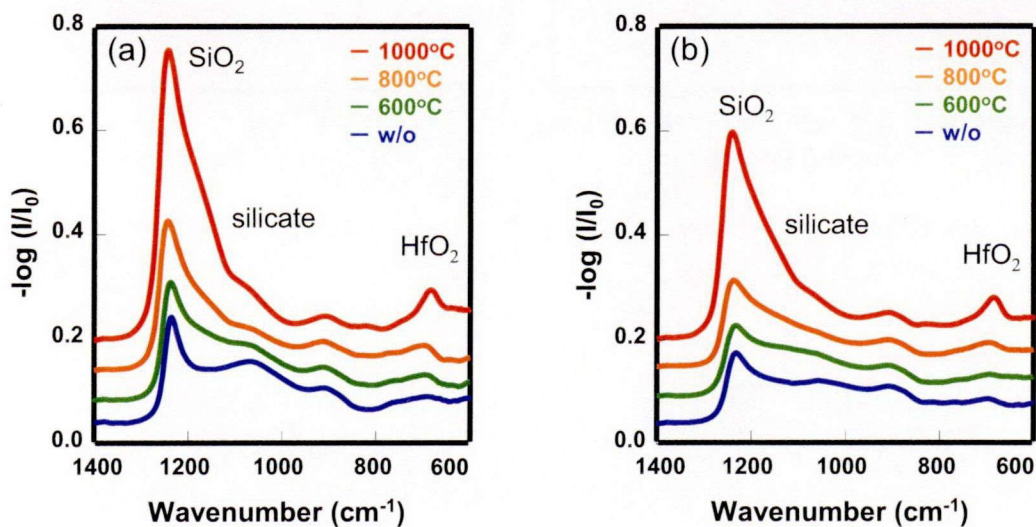 (a)
SiO₂
1000°C
800°C
600°C
w/o
silicate
HfO₂
0.8
0.6
0.4
0.2
0.0
-log (I/I₀)
1400 1200 1000 800 600
Wavenumber (cm⁻¹)
(b)
SiO₂
1000°C
800°C
600°C
w/o
silicate
HfO₂
0.8
0.6
0.4
0.2
0.0
-log (I/I₀)
1400 1200 1000 800 600
Wavenumber (cm⁻¹)